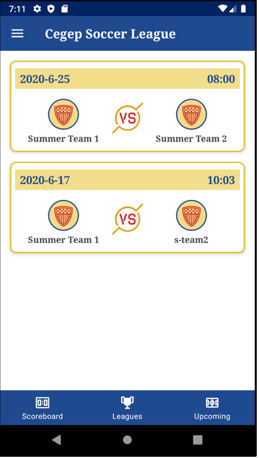 7:11
Cegep Soccer League
2020-6-25 08:00
VS
Summer Team 1 Summer Team 2
2020-6-17 10:03
VS
Summer Team 1 s-team2
Scoreboard Leagues Upcoming